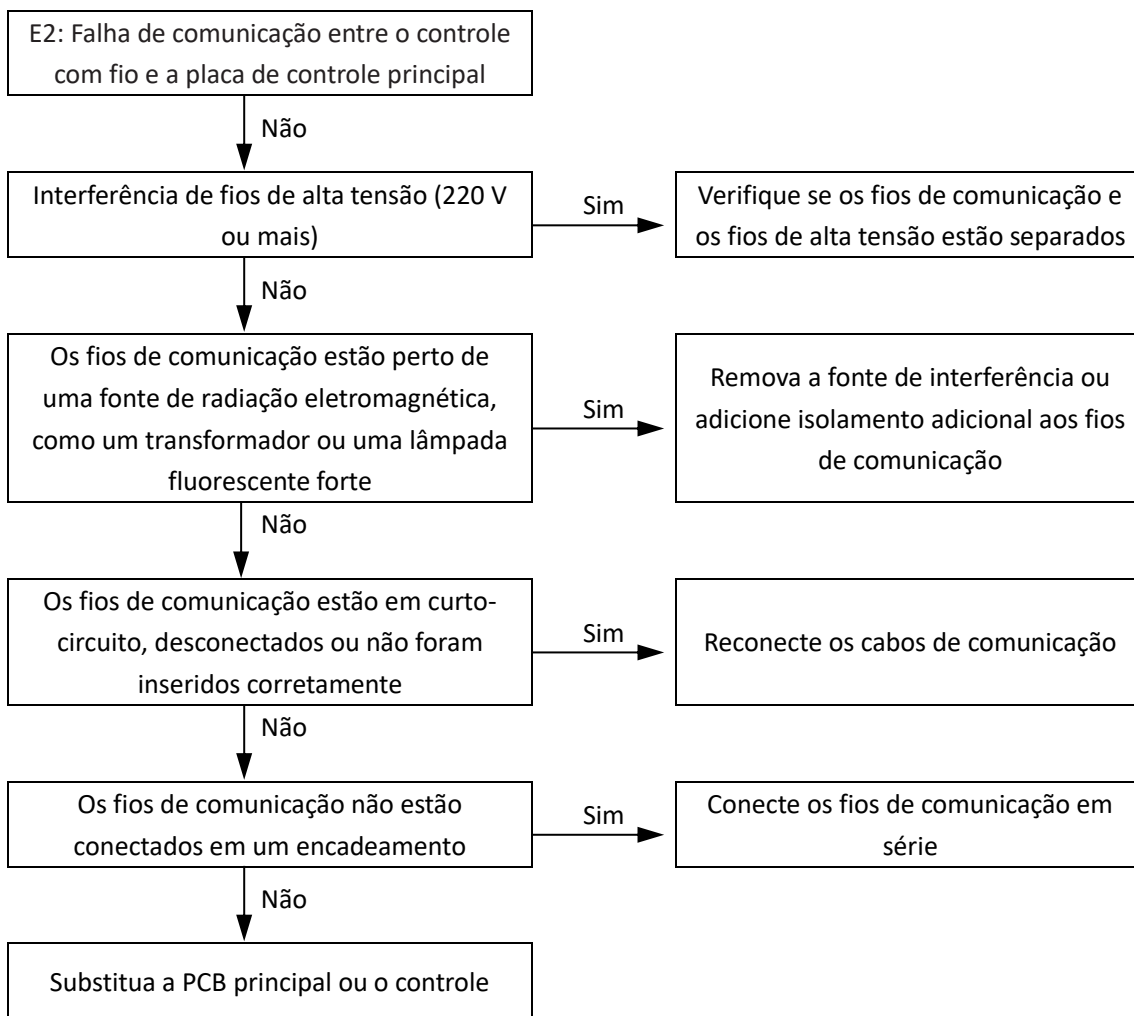 E2: Falha de comunicação entre o controle
com fio e a placa de controle principal
Não
Interferência de fios de alta tensão (220 V
ou mais)
Sim
Verifique se os fios de comunicação e
os fios de alta tensão estão separados
Não
Os fios de comunicação estão perto de
uma fonte de radiação eletromagnética,
como um transformador ou uma lâmpada
fluorescente forte
Sim
Remova a fonte de interferência ou
adicione isolamento adicional aos fios
de comunicação
Não
Os fios de comunicação estão em curto-
circuito, desconectados ou não foram
inseridos corretamente
Sim
Reconecte os cabos de comunicação
Não
Os fios de comunicação não estão
conectados em um encadeamento
Sim
Conecte os fios de comunicação em
série
Não
Substitua a PCB principal ou o controle